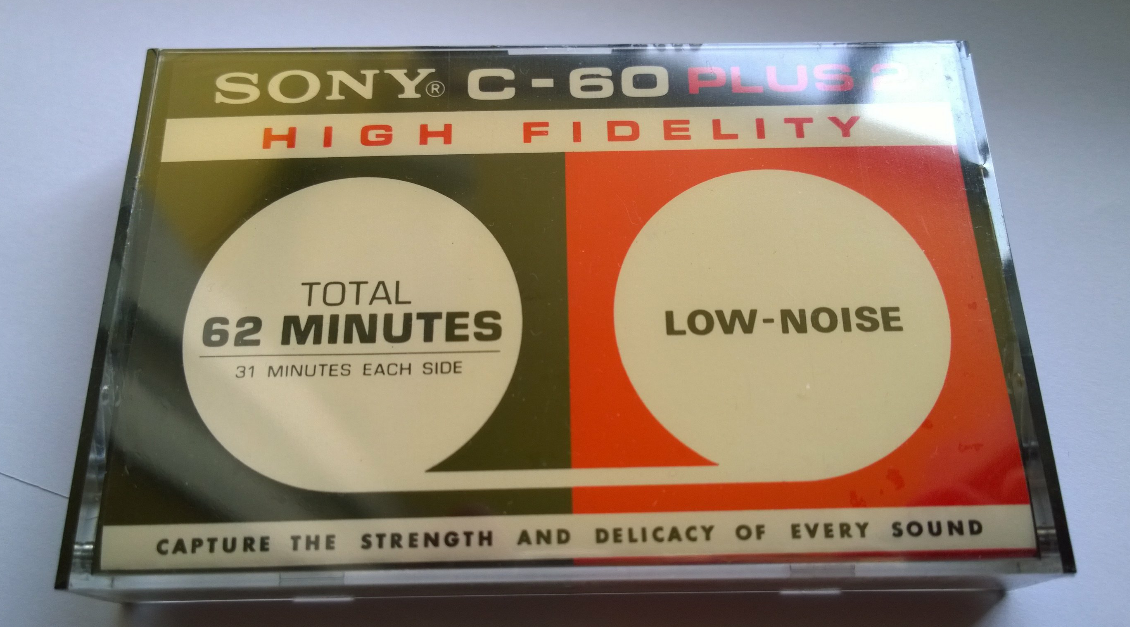 SONY® C-60 PLUS 2
HIGH FIDELITY
TOTAL
62 MINUTES
31 MINUTES EACH SIDE
LOW-NOISE
CAPTURE THE STRENGTH AND DELICACY OF EVERY SOUND